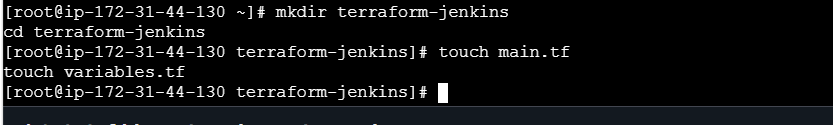 [root@ip-172-31-44-130 ~]# mkdir terraform-jenkins
cd terraform-jenkins
[root@ip-172-31-44-130 terraform-jenkins]# touch main.tf
touch variables.tf
[root@ip-172-31-44-130 terraform-jenkins]#